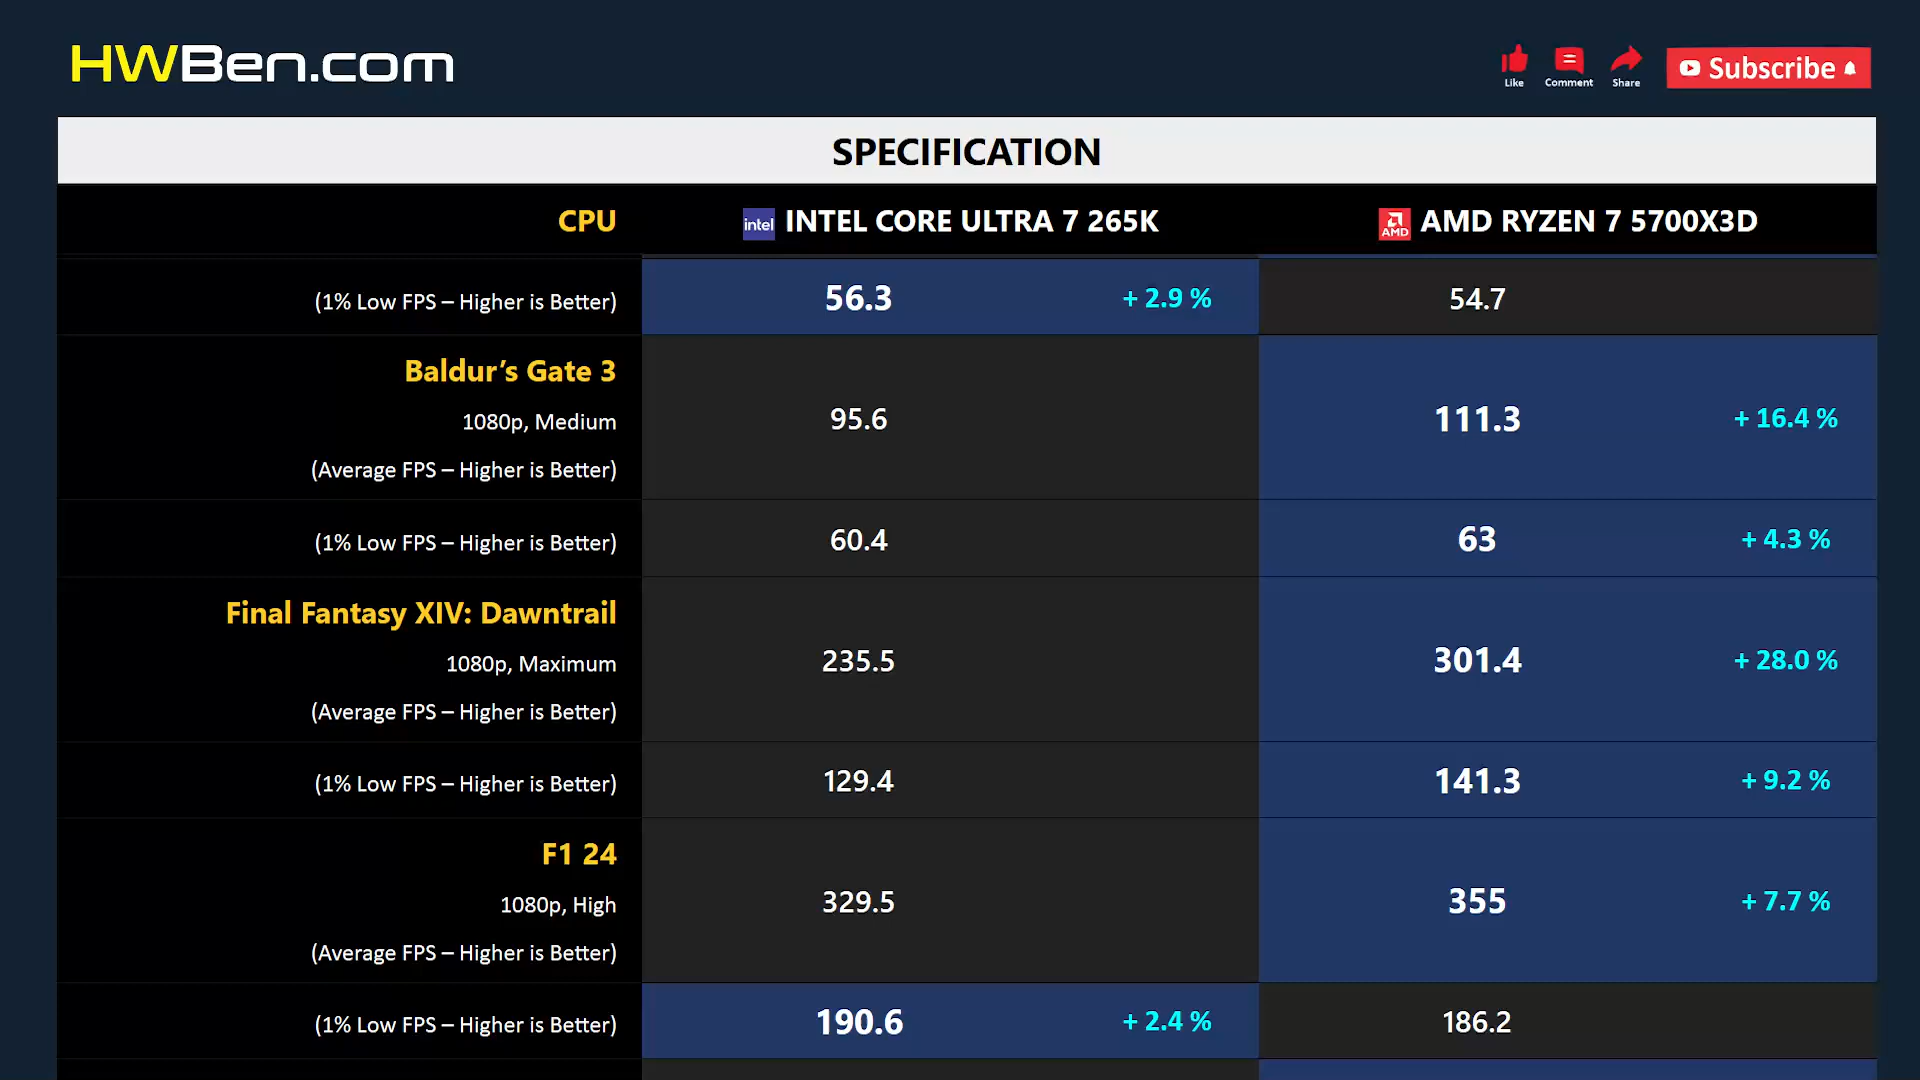 HWBen.com
Like
Comment
Share
Subscribe
SPECIFICATION
CPU
intel INTEL CORE ULTRA 7 265K
AMD AMD RYZEN 7 5700X3D
(1% Low FPS – Higher is Better)
56.3
+ 2.9 %
54.7
Baldur’s Gate 3
1080p, Medium
(Average FPS – Higher is Better)
95.6
111.3
+ 16.4 %
(1% Low FPS – Higher is Better)
60.4
63
+ 4.3 %
Final Fantasy XIV: Dawntrail
1080p, Maximum
(Average FPS – Higher is Better)
235.5
301.4
+ 28.0 %
(1% Low FPS – Higher is Better)
129.4
141.3
+ 9.2 %
F1 24
1080p, High
(Average FPS – Higher is Better)
329.5
355
+ 7.7 %
(1% Low FPS – Higher is Better)
190.6
+ 2.4 %
186.2